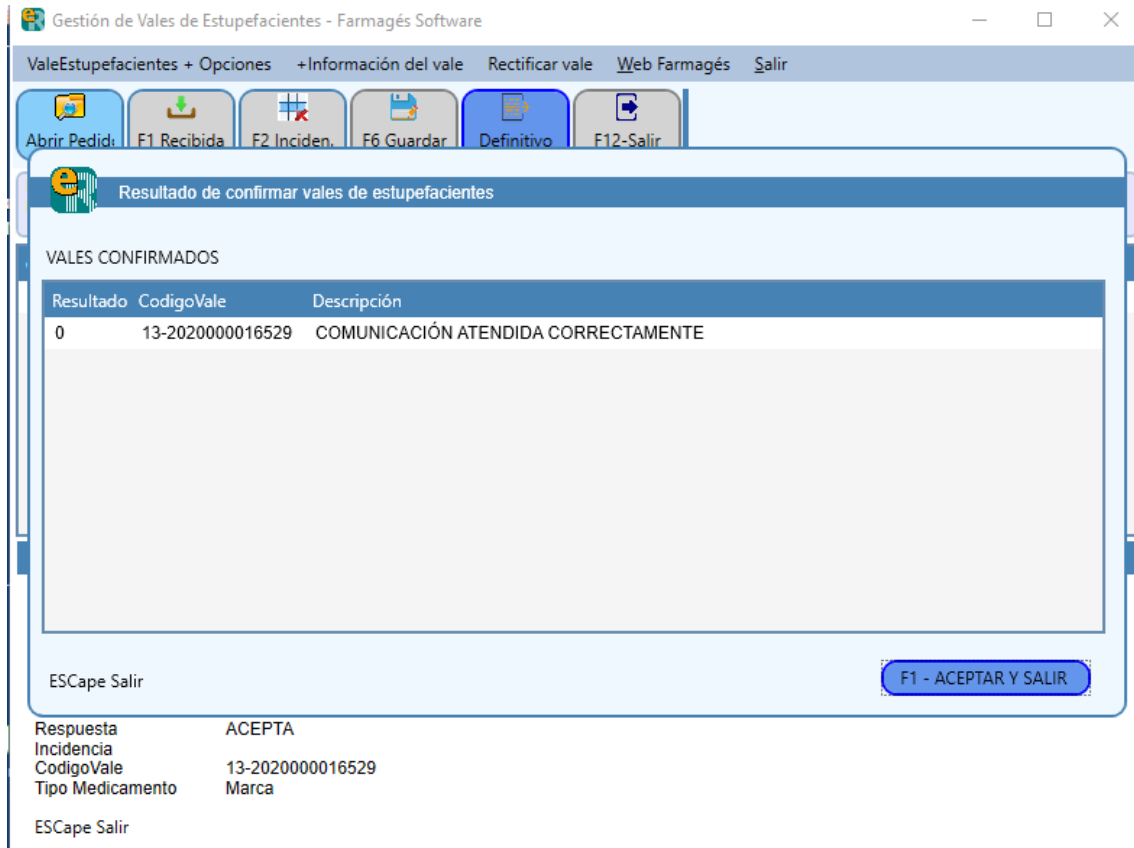 Gestión de Vales de Estupefacientes - Farmagés Software
ValeEstupefacientes + Opciones +Información del vale Rectificar vale Web Farmagés Salir
Abrir Pedid F1 Recibida F2 Inciden. F6 Guardar Definitivo F12-Salir
Resultado de confirmar vales de estupefacientes
VALES CONFIRMADOS
Resultado CodigoVale Descripción
0 13-2020000016529 COMUNICACIÓN ATENDIDA CORRECTAMENTE
ESCape Salir F1 - ACEPTAR Y SALIR
Respuesta ACEPTA
Incidencia
CodigoVale 13-2020000016529
Tipo Medicamento Marca
ESCape Salir